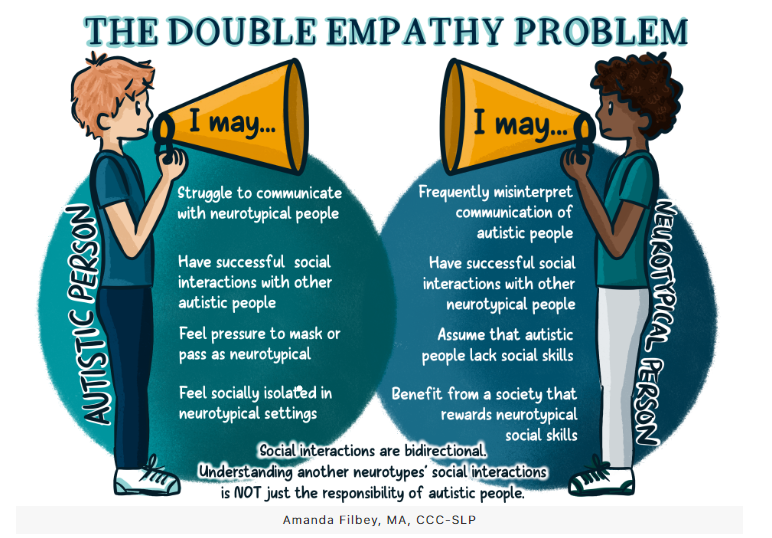 THE DOUBLE EMPATHY PROBLEM
I may...
Struggle to communicate
with neurotypical people
Have successful social
interactions with other
autistic people
Feel pressure to mask or
pass as neurotypical
Feel socially isolated in
neurotypical settings
AUTISTIC PERSON
I may...
Frequently misinterpret
communication of
autistic people
Have successful social
interactions with other
neurotypical people
Assume that autistic
people lack social skills
Benefit from a society that
rewards neurotypical
social skills
NEUROTYPICAL PERSON
Social interactions are bidirectional.
Understanding another neurotypes' social interactions
is NOT just the responsibility of autistic people.
Amanda Filbey, MA, CCC-SLP